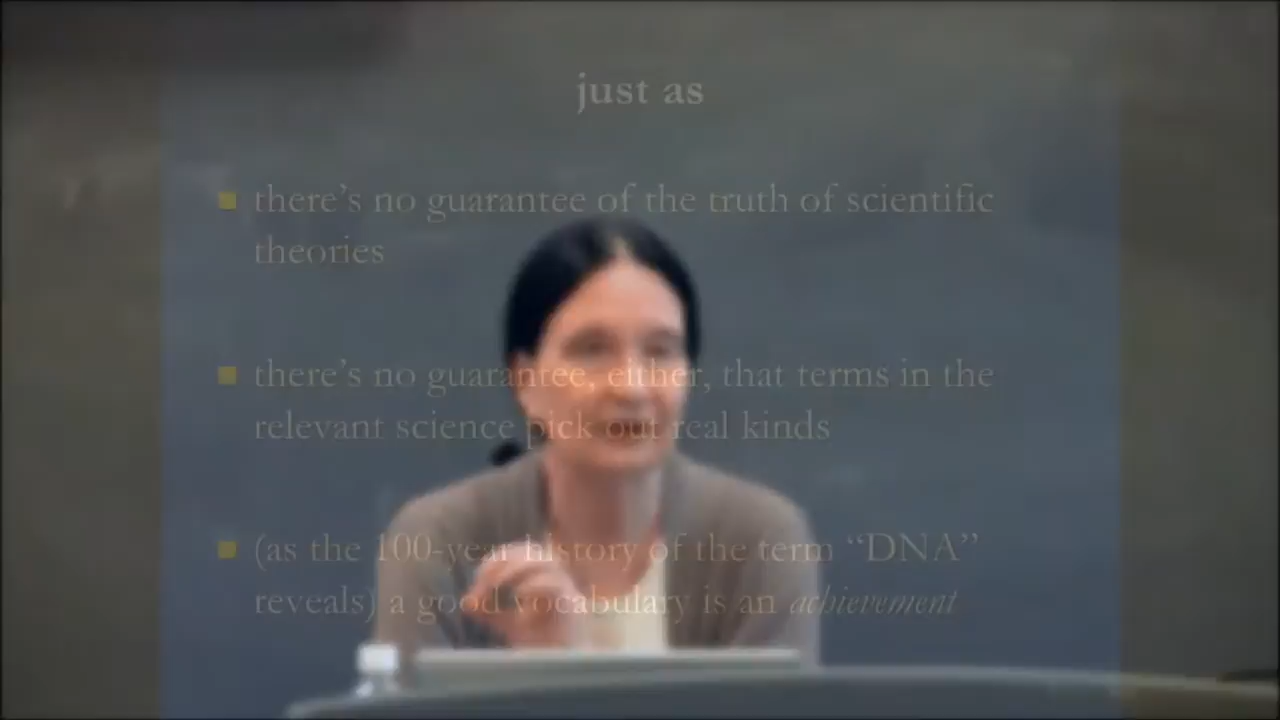 just as
there's no guarantee of the truth of scientific
theories
there's no guarantee, either, that terms in the
relevant science pick out real kinds
(as the 100-year history of the term “DNA”
reveals) a good vocabulary is an achievement